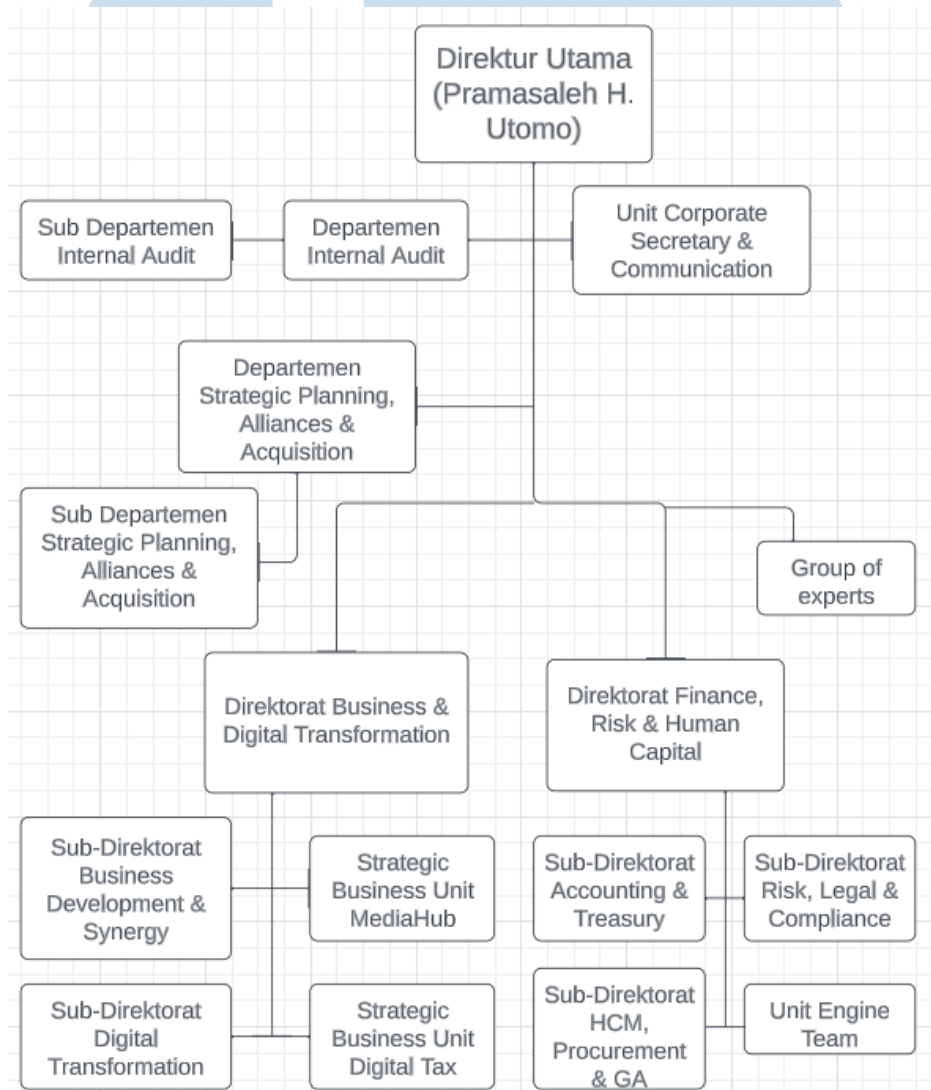 Direktur Utama
(Pramasaleh H.
Utomo)
Sub Departemen
Internal Audit
Departemen
Internal Audit
Unit Corporate
Secretary &
Communication
Departemen
Strategic Planning,
Alliances &
Acquisition
Sub Departemen
Strategic Planning,
Alliances &
Acquisition
Group of
experts
Direktorat Business &
Digital Transformation
Direktorat Finance,
Risk & Human
Capital
Sub-Direktorat
Business
Development &
Synergy
Strategic
Business Unit
MediaHub
Sub-Direktorat
Accounting &
Treasury
Sub-Direktorat
Risk, Legal &
Compliance
Sub-Direktorat
Digital
Transformation
Strategic
Business Unit
Digital Tax
Sub-Direktorat
HCM,
Procurement
& GA
Unit Engine
Team